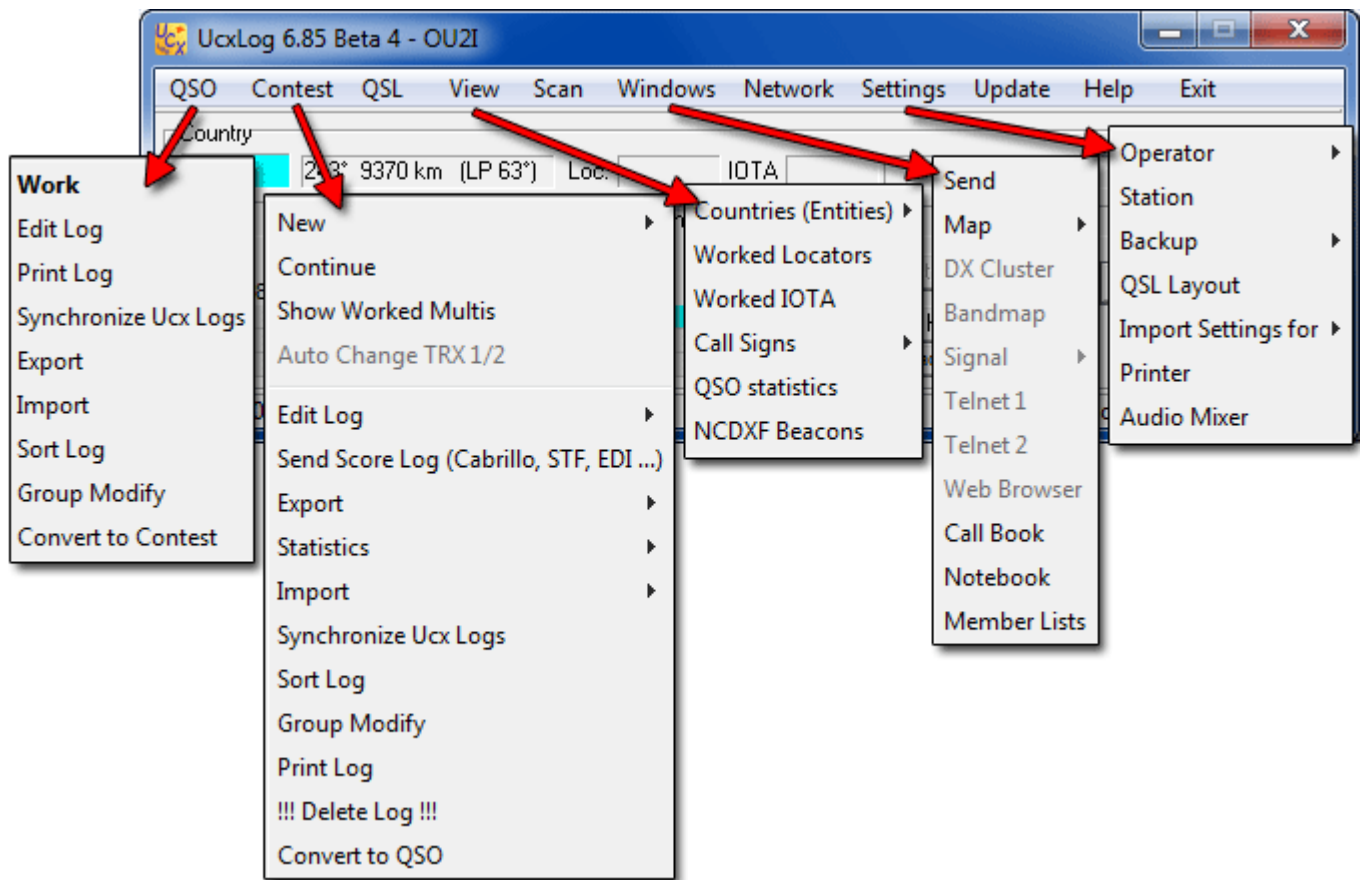 UcxLog 6.85 Beta 4 - OU2I
QSO Contest QSL View Scan Windows Network Settings Update Help Exit
Country
9370 km (LP 63°) Loc. IOTA
Work
Edit Log
Print Log
Synchronize Ucx Logs
Export
Import
Sort Log
Group Modify
Convert to Contest
New
Continue
Show Worked Multis
Auto Change TRX 1/2
Edit Log
Send Score Log (Cabrillo, STF, EDI ...)
Export
Statistics
Import
Synchronize Ucx Logs
Sort Log
Group Modify
Print Log
!!! Delete Log !!!
Convert to QSO
Countries (Entities)
Worked Locators
Worked IOTA
Call Signs
QSO statistics
NCDXF Beacons
Send
Map
DX Cluster
Bandmap
Signal
Telnet 1
Telnet 2
Web Browser
Call Book
Notebook
Member Lists
Operator
Station
Backup
QSL Layout
Import Settings for
Printer
Audio Mixer